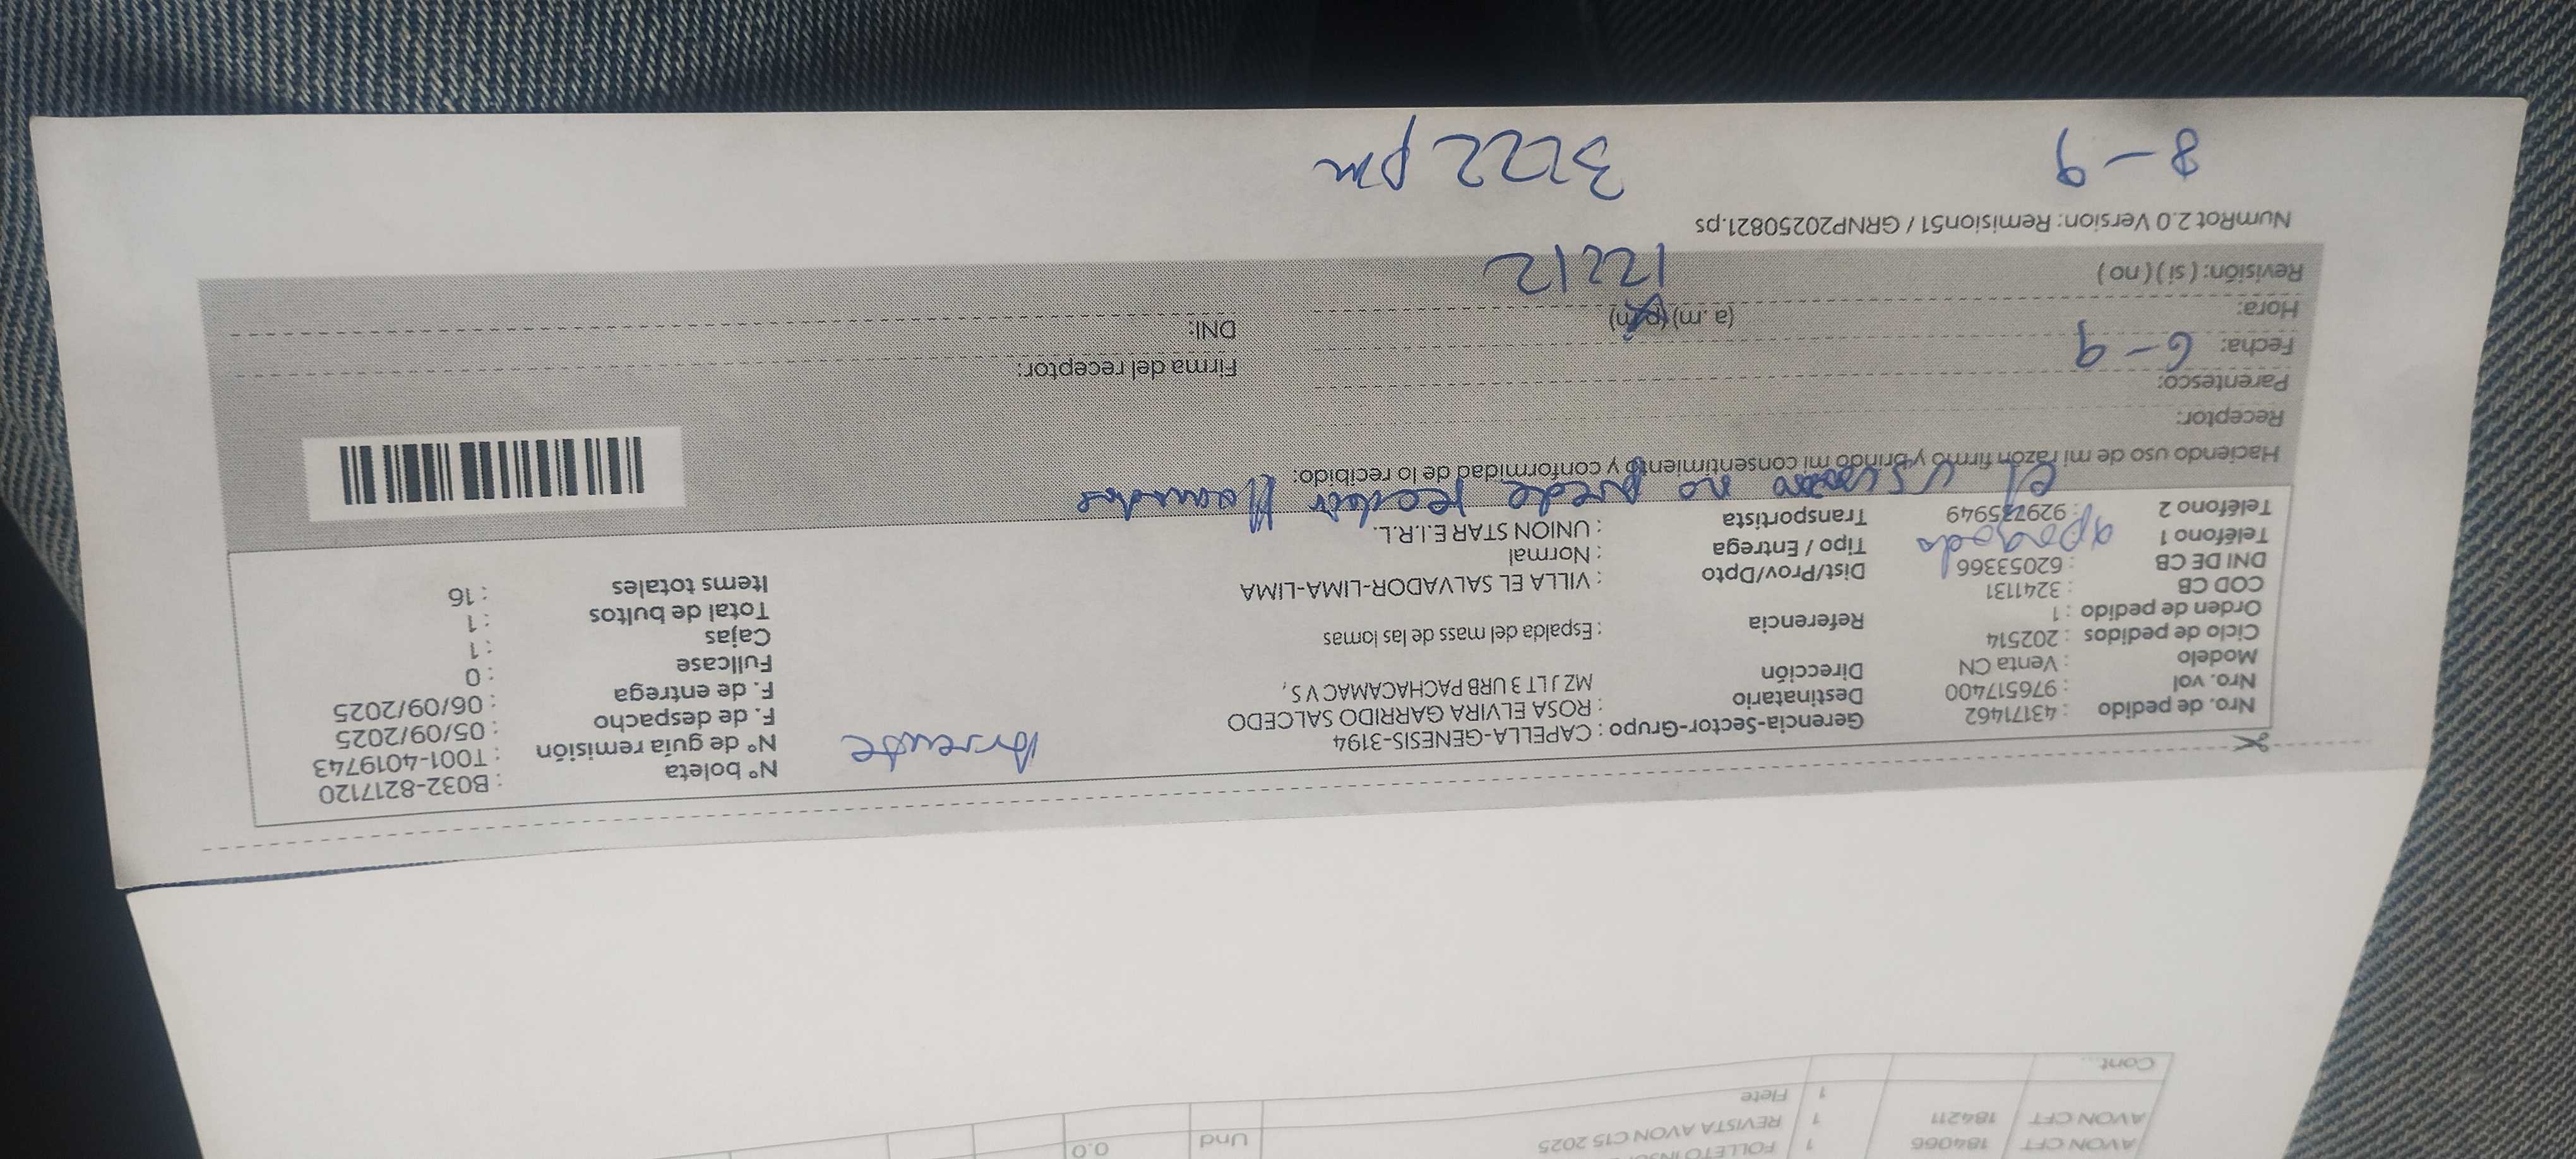 AVON CFT 184066 1
AVON CFT 184211 1 REVISTA AVON C15 2025 Und 0.0
1 Flete
Cont...
Nro. de pedido : 43171462 Gerencia-Sector-Grupo : CAPELLA-GENESIS-3194 Ausente N° boleta : B032-8217120
Nro. vol : 976517400 Destinatario : ROSA ELVIRA GARRIDO SALCEDO N° de guía remisión : T001-4019743
Modelo : Venta CN Dirección MZ J LT 3 URB PACHACAMAC V S , F. de despacho : 05/09/2025
Ciclo de pedidos : 202514 F. de entrega : 06/09/2025
Orden de pedido : 1 Referencia : Espalda del mass de las lomas Fullcase : 0
COD CB : 3241131 Cajas : 1
DNI DE CB : 62053366 Dist/Prov/Dpto : VILLA EL SALVADOR-LIMA-LIMA Total de bultos : 1
Teléfono 1 apagado Tipo / Entrega : Normal Items totales : 16
Teléfono 2 : 929735949 Transportista : UNION STAR E.I.R.L.
el usuario no puede recibir llamadas
Haciendo uso de mi razón firmo y brindo mi consentimiento y conformidad de lo recibido:
Receptor:
Parentesco:
Fecha: 6-9 Firma del receptor:
Hora: (a. m) (p. m) DNI:
Revisión: ( si ) ( no ) 12:12
NumRot 2.0 Version: Remision51 / GRNP20250821.ps
8-9 3:22 pm